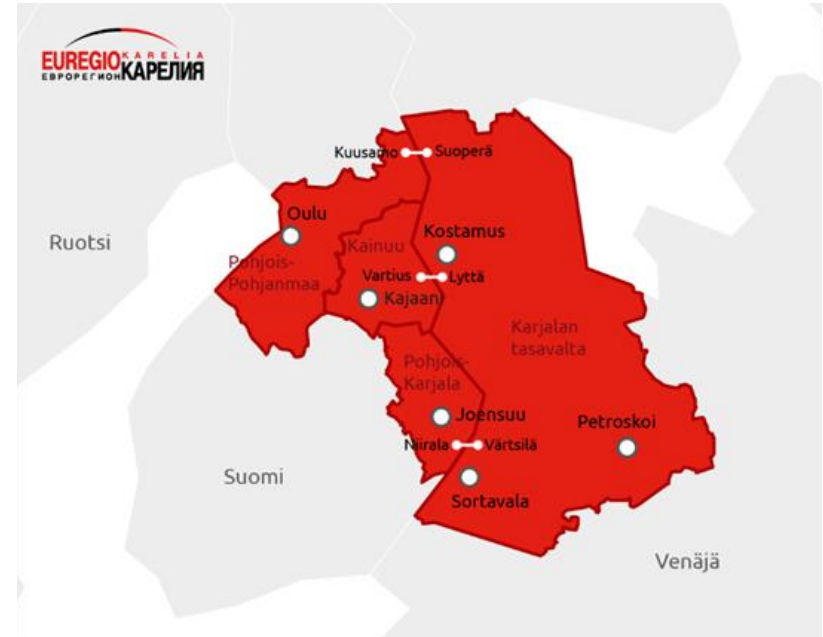 EUREGIO KARELIA
ЕВРОРЕГИОН КАРЕЛИЯ
Kuusamo
Suoperä
Oulu
Ruotsi
Kainuu
Kostamus
Pohjois-
Pohjanmaa
Vartius
Lyttä
Kajaani
Karjalan
tasavalta
Pohjois-
Karjala
Joensuu
Petroskoi
Niirala
Värtsilä
Suomi
Sortavala
Venäjä